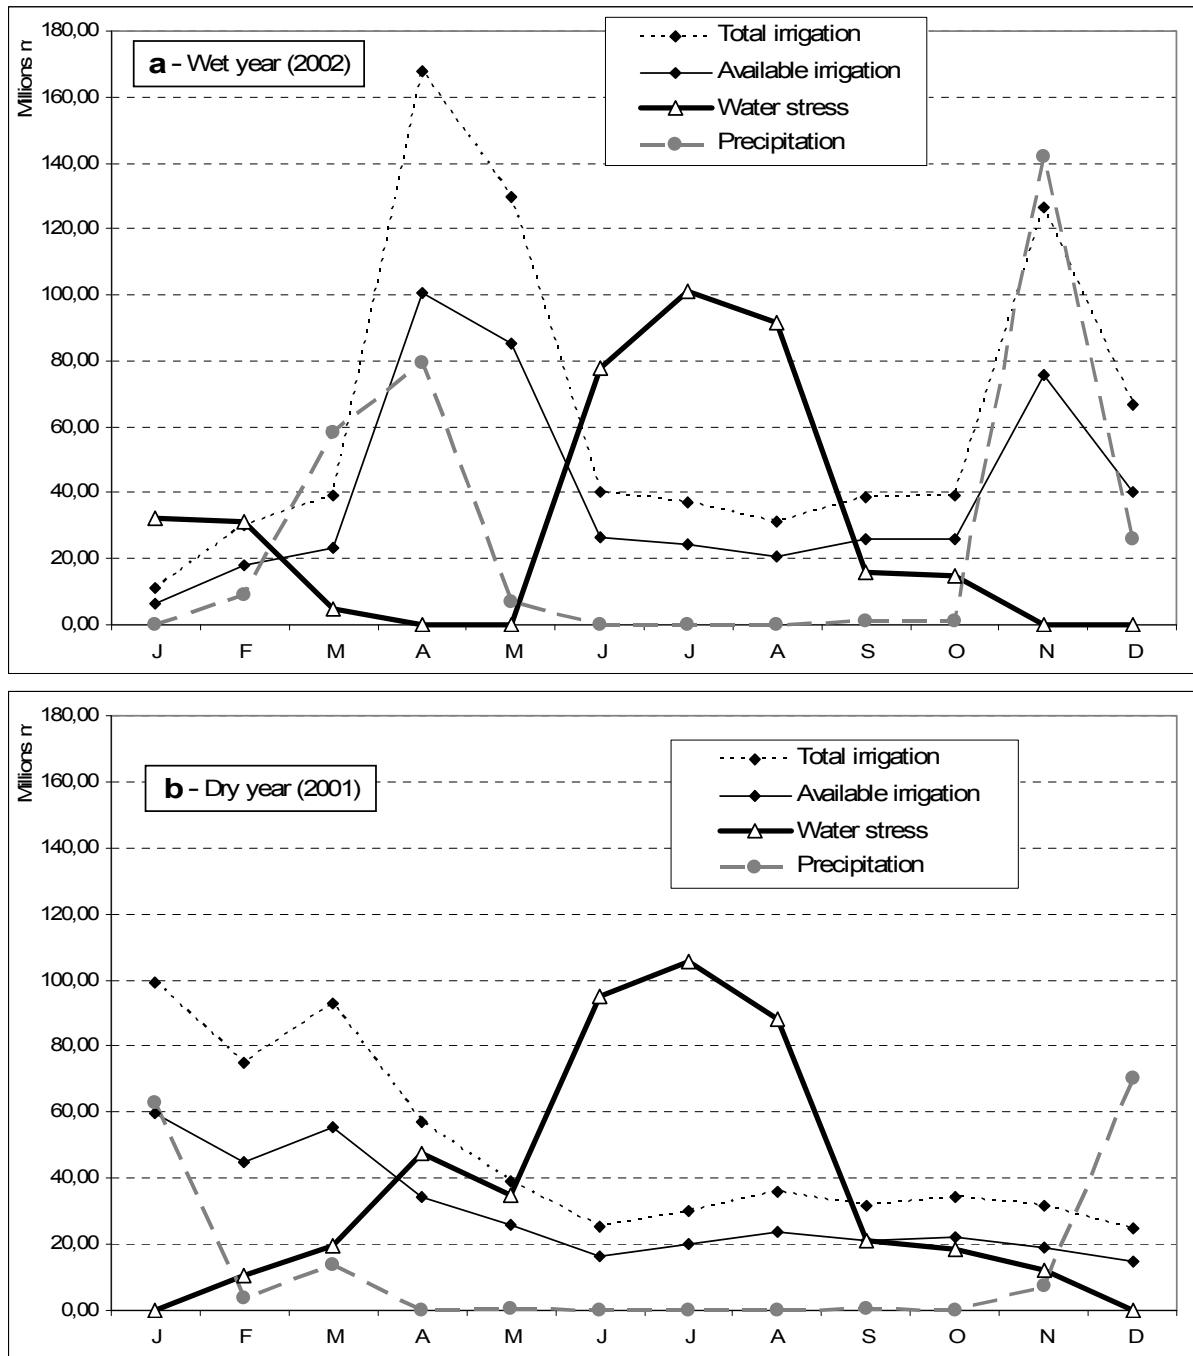 180,00
160,00
140,00
120,00
100,00
80,00
60,00
40,00
20,00
0,00
Millions m
a - Wet year (2002)
Total irrigation
Available irrigation
Water stress
Precipitation
J F M A M J J A S O N D
180,00
160,00
140,00
120,00
100,00
80,00
60,00
40,00
20,00
0,00
Millions m
b - Dry year (2001)
Total irrigation
Available irrigation
Water stress
Precipitation
J F M A M J J A S O N D